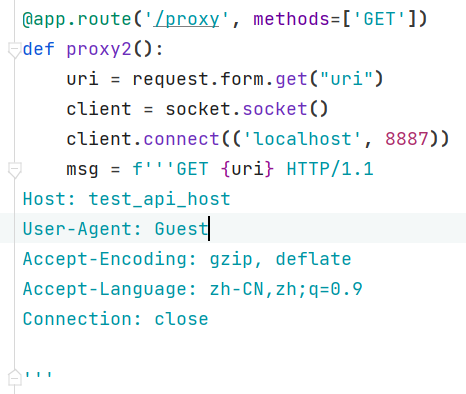 @app.route('/proxy', methods=['GET'])
def proxy2():
    uri = request.form.get("uri")
    client = socket.socket()
    client.connect(('localhost', 8887))
    msg = f'''GET {uri} HTTP/1.1
Host: test_api_host
User-Agent: Guest
Accept-Encoding: gzip, deflate
Accept-Language: zh-CN,zh;q=0.9
Connection: close

'''